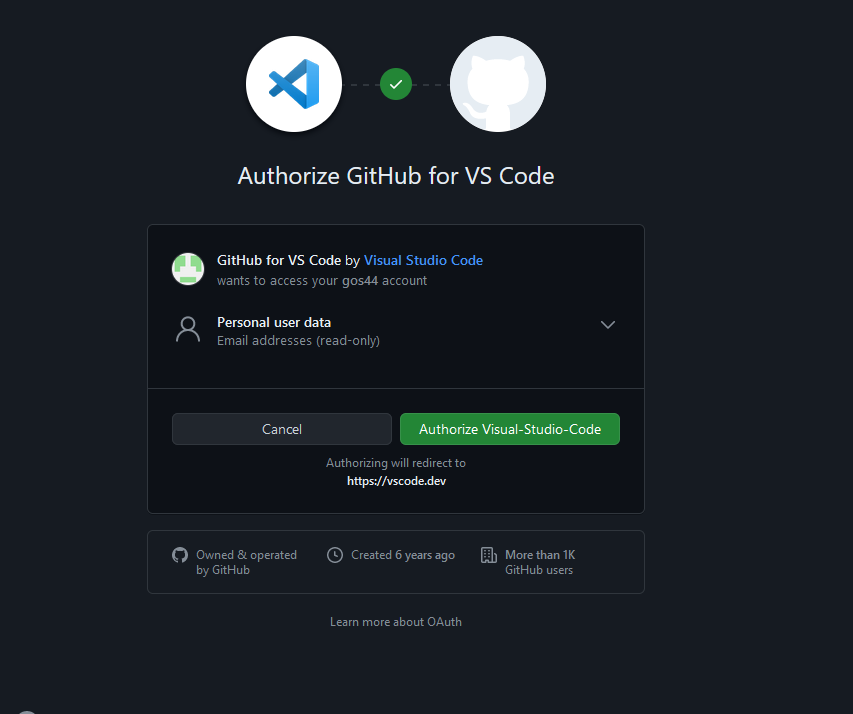 Authorize GitHub for VS Code
GitHub for VS Code by Visual Studio Code
wants to access your gos44 account
Personal user data
Email addresses (read-only)
Cancel
Authorize Visual-Studio-Code
Authorizing will redirect to
https://vscode.dev
Owned & operated
by GitHub
Created 6 years ago
More than 1K
GitHub users
Learn more about OAuth